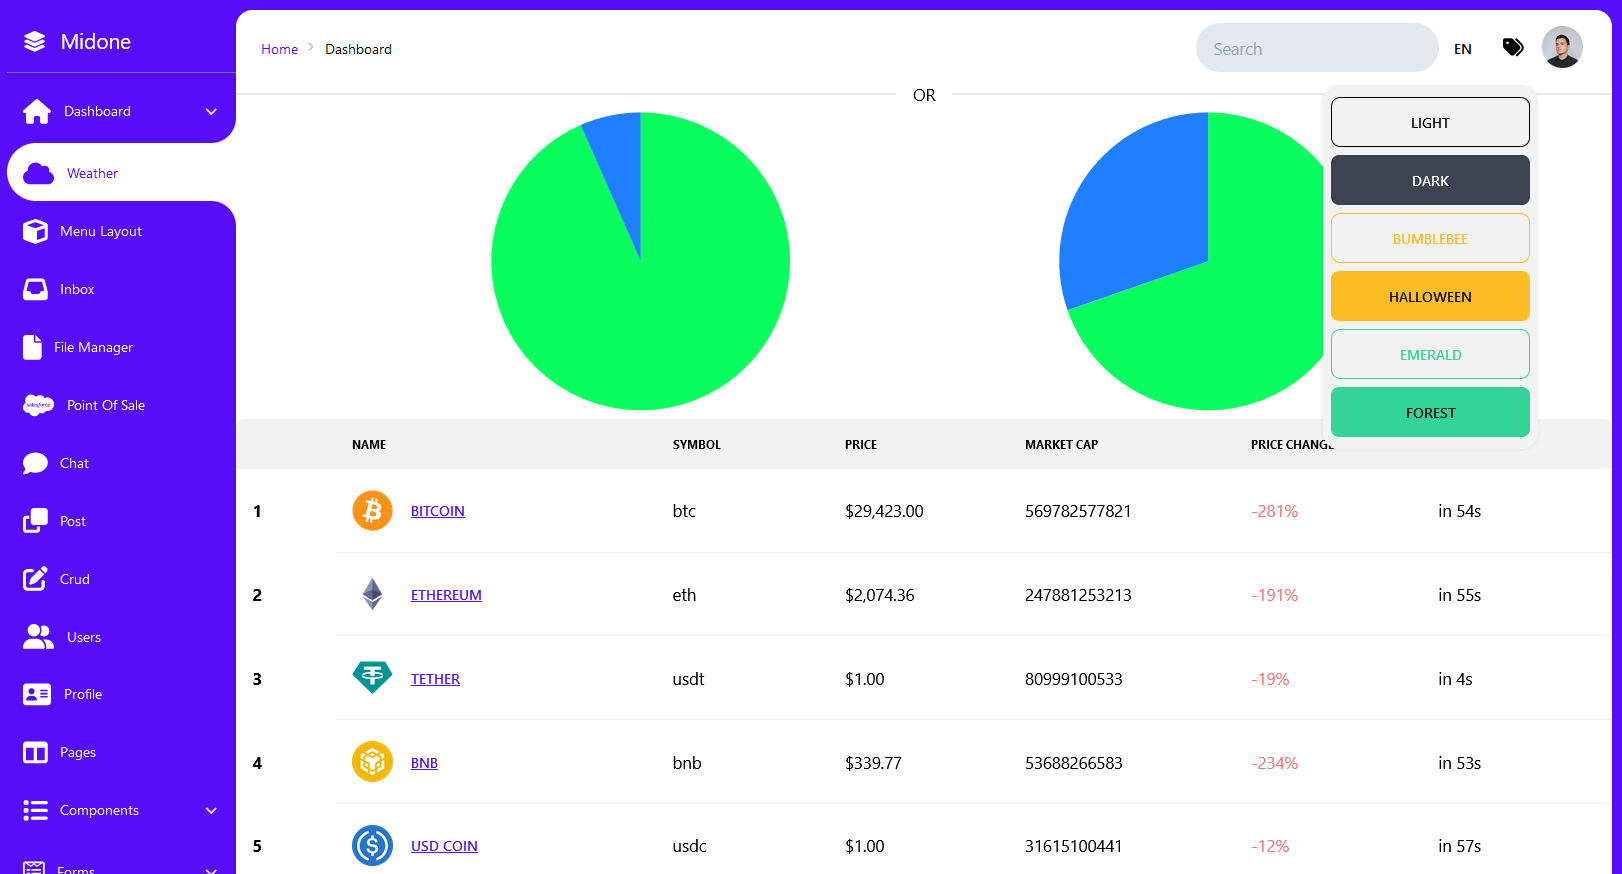 Midone
Home
Dashboard
Search
EN
Dashboard
Weather
Menu Layout
Inbox
File Manager
salesforce
Point Of Sale
Chat
Post
Crud
Users
Profile
Pages
Components
Forms
OR
LIGHT
DARK
BUMBLEBEE
HALLOWEEN
EMERALD
FOREST
NAME SYMBOL PRICE MARKET CAP PRICE CHANGE
1 BITCOIN btc $29,423.00 569782577821 -281% in 54s
2 ETHEREUM eth $2,074.36 247881253213 -191% in 55s
3 TETHER usdt $1.00 80999100533 -19% in 4s
4 BNB bnb $339.77 53688266583 -234% in 53s
5 USD COIN usdc $1.00 31615100441 -12% in 57s